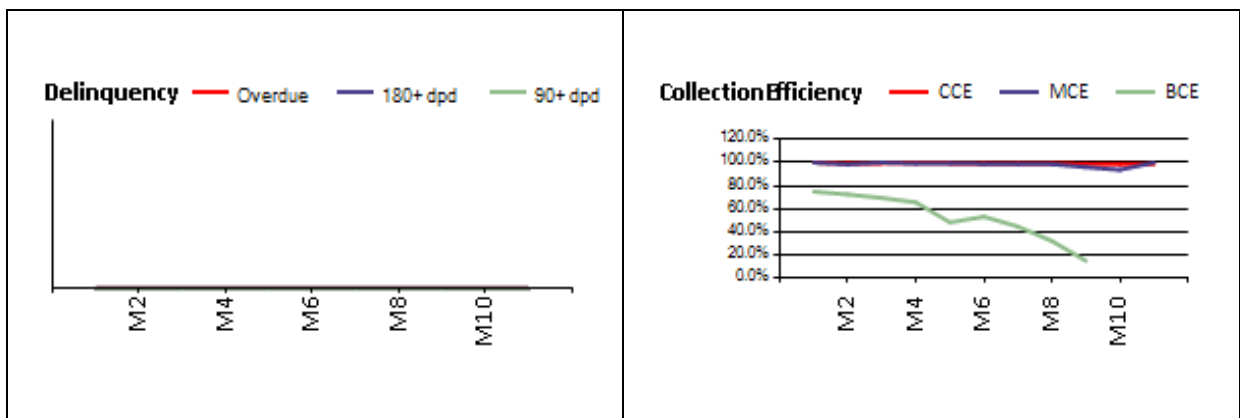 Delinquency Overdue 180+ dpd 90+ dpd
M2 M4 M6 M8 M10
Collection Efficiency CCE MCE BCE
120.0%
100.0%
80.0%
60.0%
40.0%
20.0%
0.0%
M2 M4 M6 M8 M10